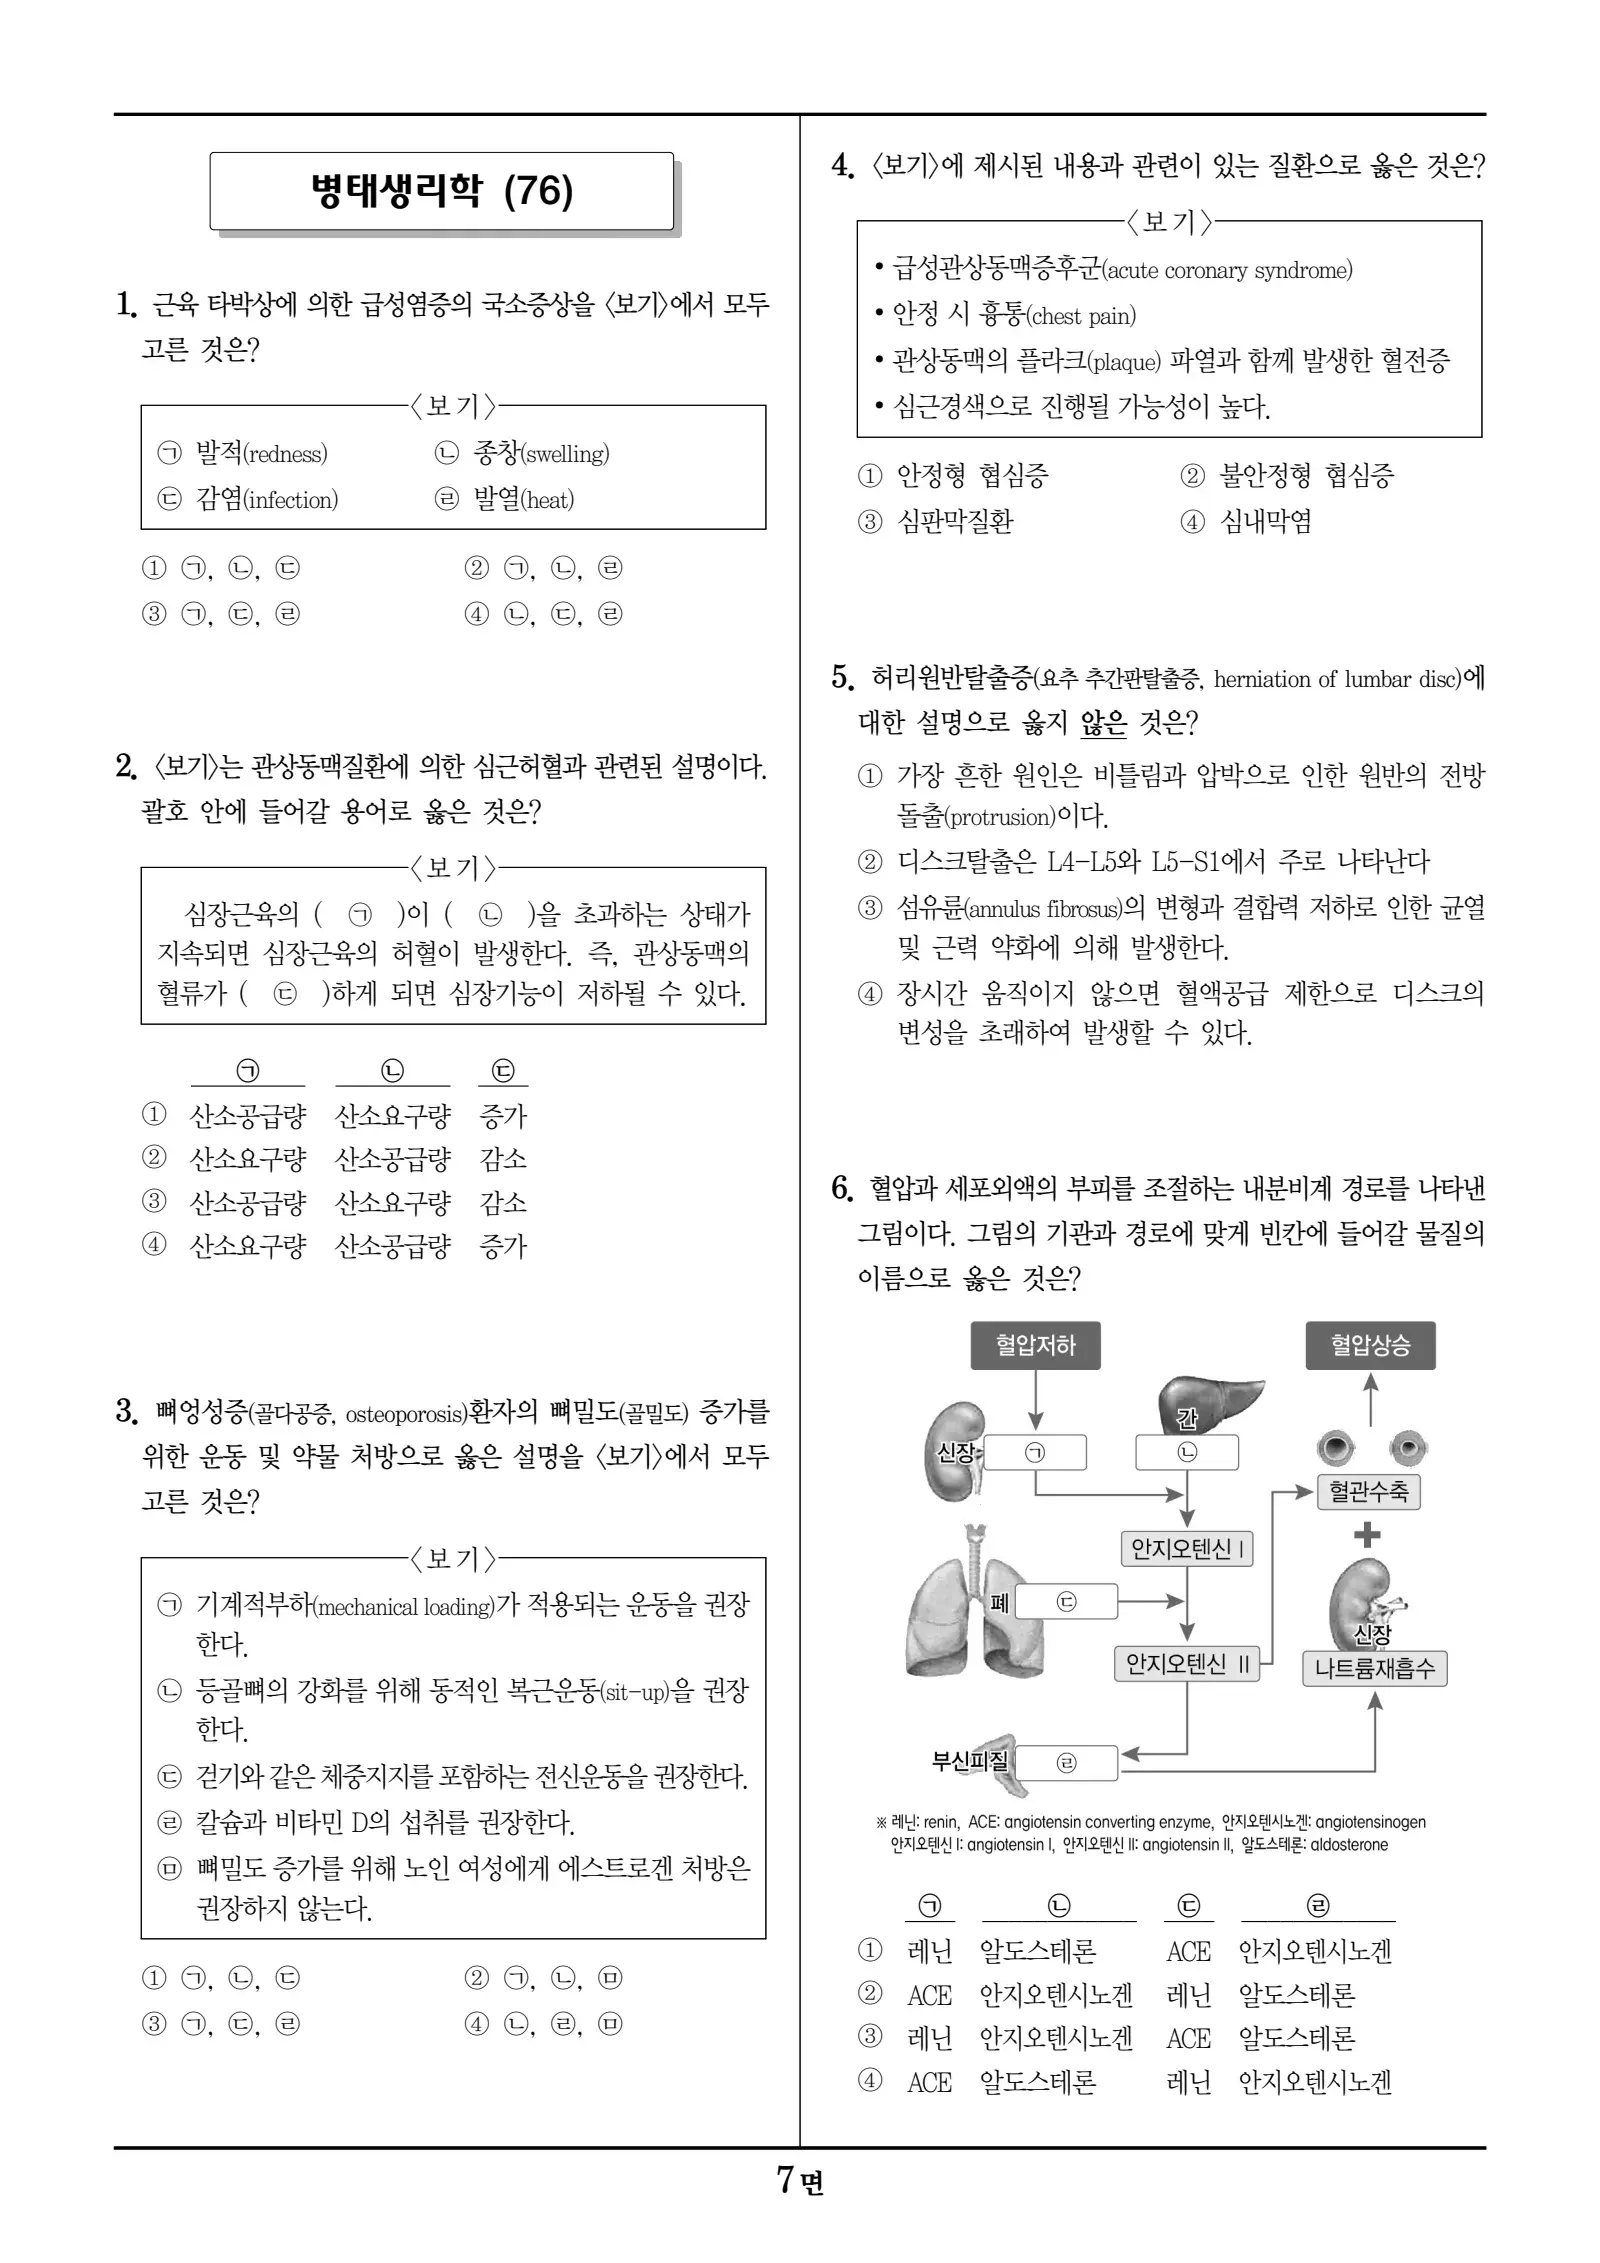 병태생리학 (76)
1. 근육 타박상에 의한 급성염증의 국소증상을 〈보기〉에서 모두
고른 것은?
〈보기〉
㉠ 발적(redness) ㉡ 종창(swelling)
㉢ 감염(infection) ㉣ 발열(heat)
① ㉠, ㉡, ㉢ ② ㉠, ㉡, ㉣
③ ㉠, ㉢, ㉣ ④ ㉡, ㉢, ㉣
2. 〈보기〉는 관상동맥질환에 의한 심근허혈과 관련된 설명이다.
괄호 안에 들어갈 용어로 옳은 것은?
〈보기〉
심장근육의 ( ㉠ )이 ( ㉡ )을 초과하는 상태가
지속되면 심장근육의 허혈이 발생한다. 즉, 관상동맥의
혈류가 ( ㉢ )하게 되면 심장기능이 저하될 수 있다.
㉠ ㉡ ㉢
① 산소공급량 산소요구량 증가
② 산소요구량 산소공급량 감소
③ 산소공급량 산소요구량 감소
④ 산소요구량 산소공급량 증가
3. 뼈엉성증(골다공증, osteoporosis)환자의 뼈밀도(골밀도) 증가를
위한 운동 및 약물 처방으로 옳은 설명을 〈보기〉에서 모두
고른 것은?
〈보기〉
㉠ 기계적부하(mechanical loading)가 적용되는 운동을 권장
한다.
㉡ 등골뼈의 강화를 위해 동적인 복근운동(sit-up)을 권장
한다.
㉢ 걷기와 같은 체중지지를 포함하는 전신운동을 권장한다.
㉣ 칼슘과 비타민 D의 섭취를 권장한다.
㉤ 뼈밀도 증가를 위해 노인 여성에게 에스트로겐 처방은
권장하지 않는다.
① ㉠, ㉡, ㉢ ② ㉠, ㉡, ㉤
③ ㉠, ㉢, ㉣ ④ ㉡, ㉣, ㉤
4. 〈보기〉에 제시된 내용과 관련이 있는 질환으로 옳은 것은?
〈보기〉
• 급성관상동맥증후군(acute coronary syndrome)
• 안정 시 흉통(chest pain)
• 관상동맥의 플라크(plaque) 파열과 함께 발생한 혈전증
• 심근경색으로 진행될 가능성이 높다.
① 안정형 협심증 ② 불안정형 협심증
③ 심판막질환 ④ 심내막염
5. 허리원반탈출증(요추 추간판탈출증, herniation of lumbar disc)에
대한 설명으로 옳지 않은 것은?
① 가장 흔한 원인은 비틀림과 압박으로 인한 원반의 전방
돌출(protrusion)이다.
② 디스크탈출은 L4-L5와 L5-S1에서 주로 나타난다
③ 섬유륜(annulus fibrosus)의 변형과 결합력 저하로 인한 균열
및 근력 약화에 의해 발생한다.
④ 장시간 움직이지 않으면 혈액공급 제한으로 디스크의
변성을 초래하여 발생할 수 있다.
6. 혈압과 세포외액의 부피를 조절하는 내분비계 경로를 나타낸
그림이다. 그림의 기관과 경로에 맞게 빈칸에 들어갈 물질의
이름으로 옳은 것은?
혈압저하 혈압상승
간
신장 ㉠ ㉡
혈관수축
안지오텐신 I
+
폐 ㉢
신장
안지오텐신 II 나트륨재흡수
부신피질 ㉣
※ 레닌: renin, ACE: angiotensin converting enzyme, 안지오텐시노겐: angiotensinogen
안지오텐신 I: angiotensin I, 안지오텐신 II: angiotensin II, 알도스테론: aldosterone
㉠ ㉡ ㉢ ㉣
① 레닌 알도스테론 ACE 안지오텐시노겐
② ACE 안지오텐시노겐 레닌 알도스테론
③ 레닌 안지오텐시노겐 ACE 알도스테론
④ ACE 알도스테론 레닌 안지오텐시노겐
7 면